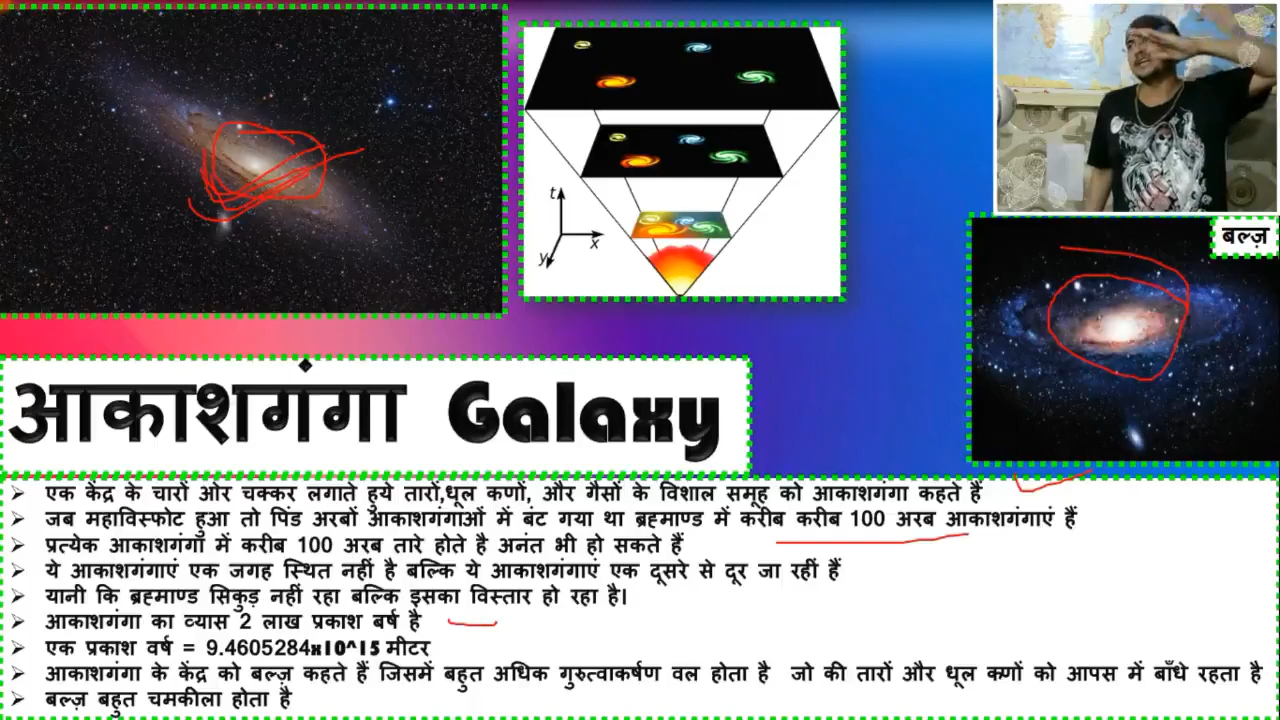 t
x
y
बल्ज़
आकाशगंगा Galaxy
➢ एक केंद्र के चारों ओर चक्कर लगाते हुये तारों,धूल कणों, और गैसों के विशाल समूह को आकाशगंगा कहते हैं
➢ जब महाविस्फोट हुआ तो पिंड अरबों आकाशगंगाओं में बंट गया था ब्रह्माण्ड में करीब करीब 100 अरब आकाशगंगाएं हैं
➢ प्रत्येक आकाशगंगा में करीब 100 अरब तारे होते है अनंत भी हो सकते हैं
➢ ये आकाशगंगाएं एक जगह स्थित नहीं है बल्कि ये आकाशगंगाएं एक दूसरे से दूर जा रहीं हैं
➢ यानी कि ब्रह्माण्ड सिकुड़ नहीं रहा बल्कि इसका विस्तार हो रहा है।
➢ आकाशगंगा का व्यास 2 लाख प्रकाश बर्ष है
➢ एक प्रकाश वर्ष = 9.4605284x10^15 मीटर
➢ आकाशगंगा के केंद्र को बल्ज़ कहते हैं जिसमें बहुत अधिक गुरुत्वाकर्षण वल होता है जो की तारों और धूल कणों को आपस में बाँधे रहता है
➢ बल्ज़ बहुत चमकीला होता है